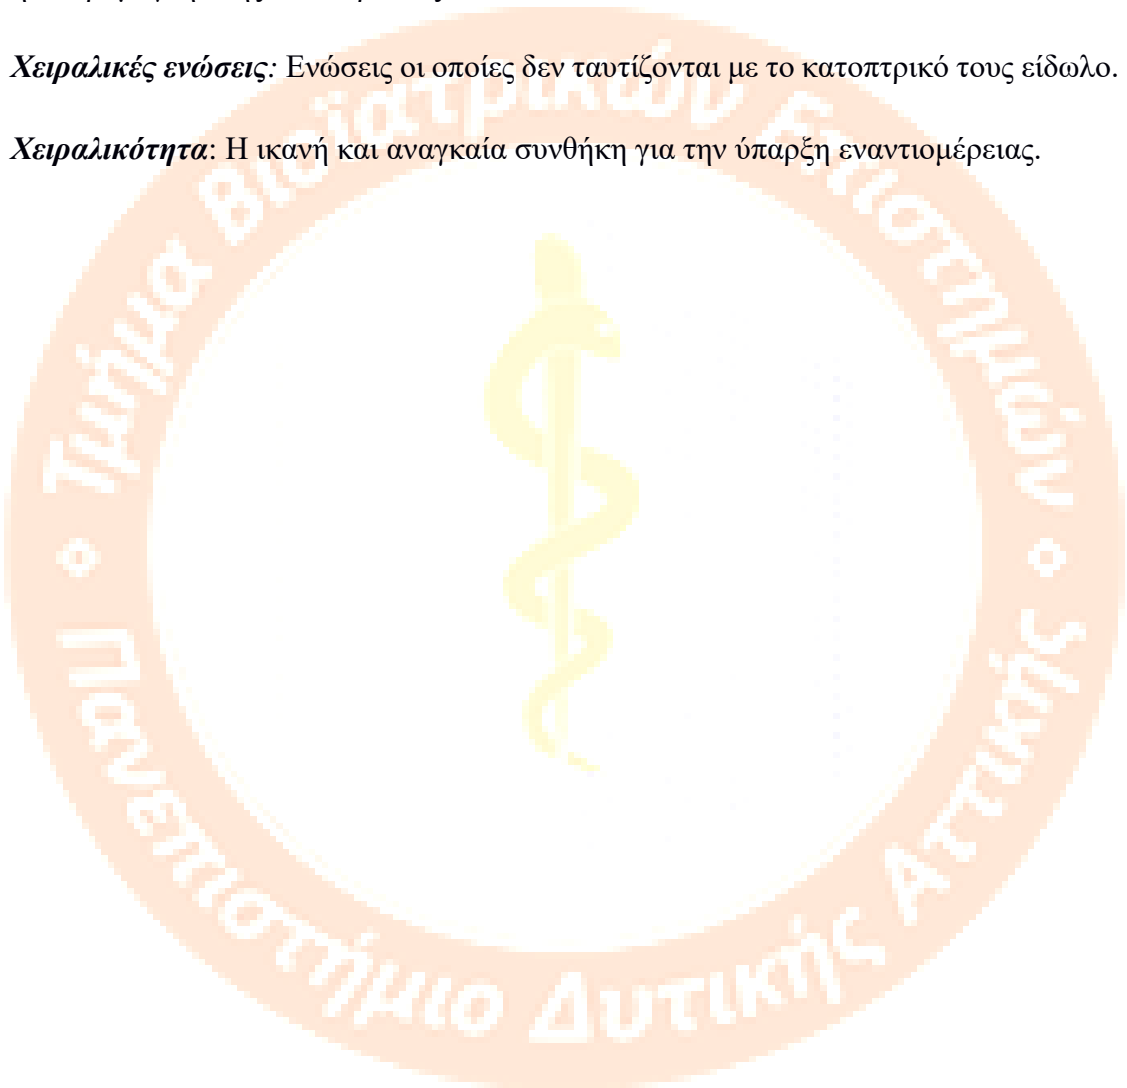 Χειραλικές ενώσεις: Ενώσεις οι οποίες δεν ταυτίζονται με το κατοπτρικό τους είδωλο.
Χειραλικότητα: Η ικανή και αναγκαία συνθήκη για την ύπαρξη εναντιομέρειας.
Τμήμα Βιοϊατρικών Επιστημών
Πανεπιστήμιο Δυτικής Αττικής